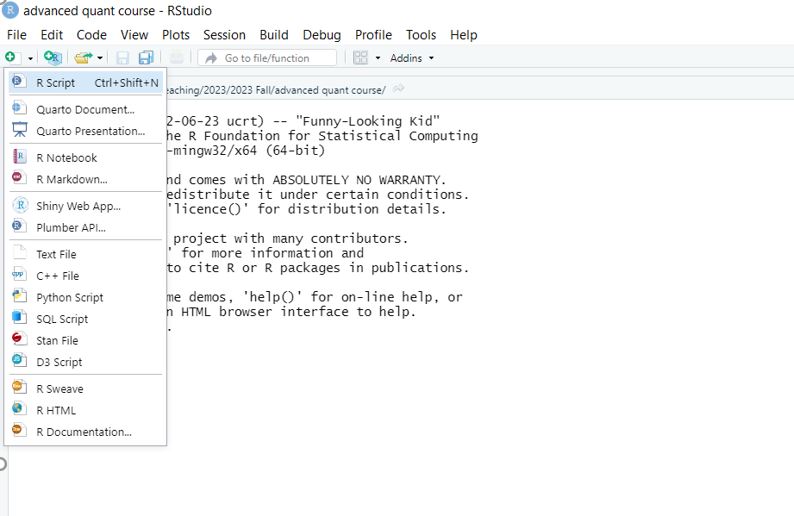 advanced quant course - RStudio
File Edit Code View Plots Session Build Debug Profile Tools Help
Go to file/function Addins
R Script Ctrl+Shift+N
Quarto Document...
Quarto Presentation...
R Notebook
R Markdown...
Shiny Web App...
Plumber API...
Text File
C++ File
Python Script
SQL Script
Stan File
D3 Script
R Sweave
R HTML
R Documentation...
eaching/2023/2023 Fall/advanced quant course/
2-06-23 ucrt) -- "Funny-Looking Kid"
he R Foundation for Statistical Computing
-mingw32/x64 (64-bit)
nd comes with ABSOLUTELY NO WARRANTY.
edistribute it under certain conditions.
'licence()' for distribution details.
project with many contributors.
' for more information and
to cite R or R packages in publications.
me demos, 'help()' for on-line help, or
n HTML browser interface to help.
.